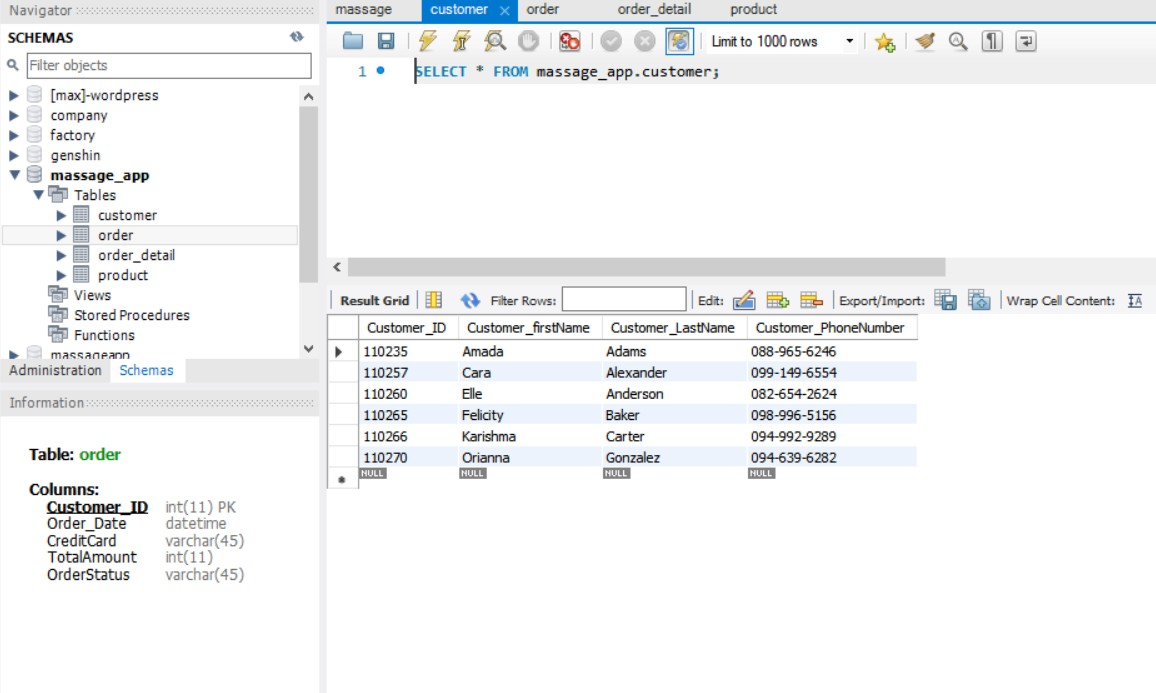 Navigator
SCHEMAS
Filter objects
[max]-wordpress
company
factory
genshin
massage_app
Tables
customer
order
order_detail
product
Views
Stored Procedures
Functions
massageapp
Administration Schemas
Information
Table: order
Columns:
Customer_ID int(11) PK
Order_Date datetime
CreditCard varchar(45)
TotalAmount int(11)
OrderStatus varchar(45)
massage customer order order_detail product
Limit to 1000 rows
1 SELECT * FROM massage_app.customer;
Result Grid Filter Rows: Edit: Export/Import: Wrap Cell Content:
Customer_ID Customer_firstName Customer_LastName Customer_PhoneNumber
110235 Amada Adams 088-965-6246
110257 Cara Alexander 099-149-6554
110260 Elle Anderson 082-654-2624
110265 Felicity Baker 098-996-5156
110266 Karishma Carter 094-992-9289
110270 Orianna Gonzalez 094-639-6282
NULL NULL NULL NULL